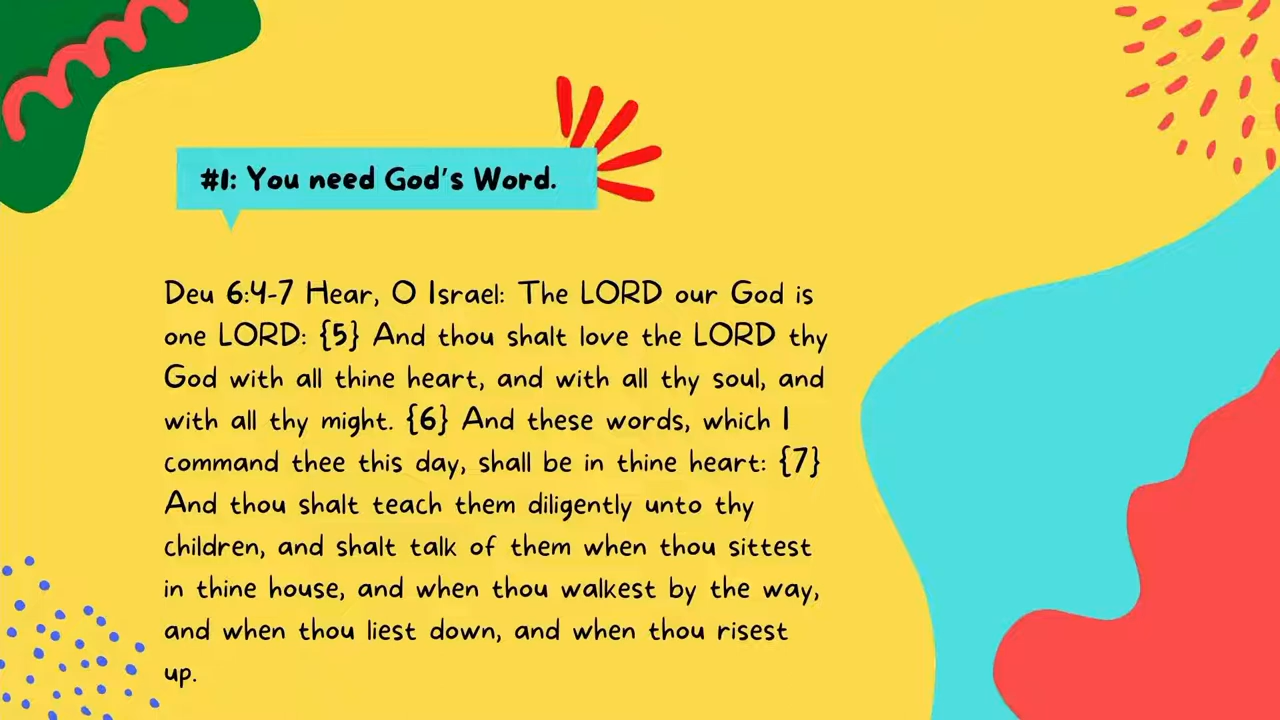 #1: You need God's Word.
Deu 6:4-7 Hear, O Israel: The LORD our God is
one LORD: {5} And thou shalt love the LORD thy
God with all thine heart, and with all thy soul, and
with all thy might. {6} And these words, which I
command thee this day, shall be in thine heart: {7}
And thou shalt teach them diligently unto thy
children, and shalt talk of them when thou sittest
in thine house, and when thou walkest by the way,
and when thou liest down, and when thou risest
up.